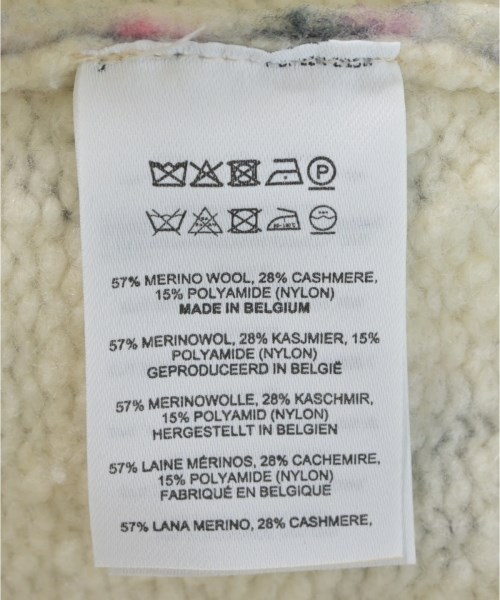 P
57% MERINO WOOL, 28% CASHMERE,
15% POLYAMIDE (NYLON)
MADE IN BELGIUM
57% MERINOWOL, 28% KASJMIER, 15%
POLYAMIDE (NYLON)
GEPRODUCEERD IN BELGIË
57% MERINOWOLLE, 28% KASCHMIR,
15% POLYAMID (NYLON)
HERGESTELLT IN BELGIEN
57% LAINE MÉRINOS, 28% CACHEMIRE,
15% POLYAMIDE (NYLON)
FABRIQUÉ EN BELGIQUE
57% LANA MERINO, 28% CASHMERE,